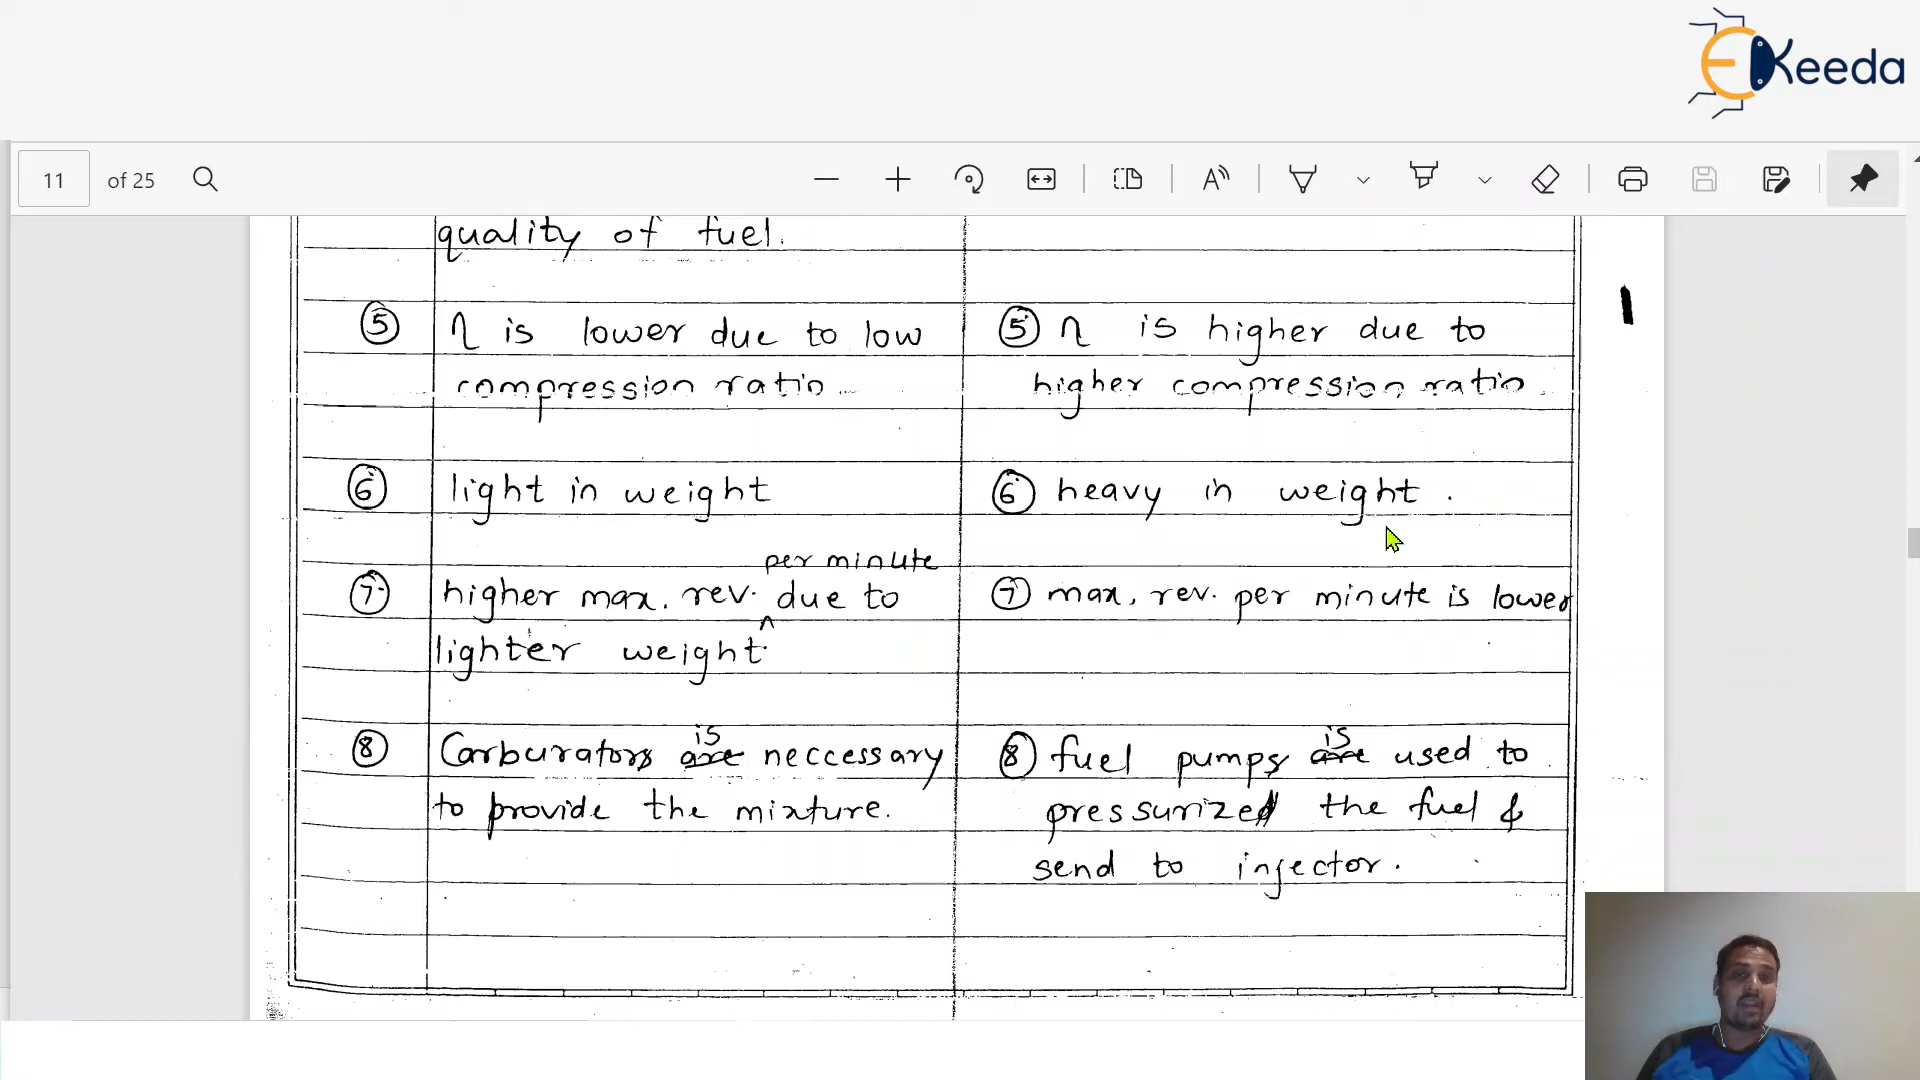 EKeeda
11 of 25
quality of fuel.
⑤ η is lower due to low
compression ratio.
⑤ η is higher due to
higher compression ratio.
⑥ light in weight
⑥ heavy in weight.
per minute
⑦ higher max. rev. ^ due to
lighter weight.
⑦ max. rev. per minute is lower
is
⑧ Carburators are neccessary
to provide the mixture.
is
⑧ fuel pumps are used to
pressurized the fuel &
send to injector.